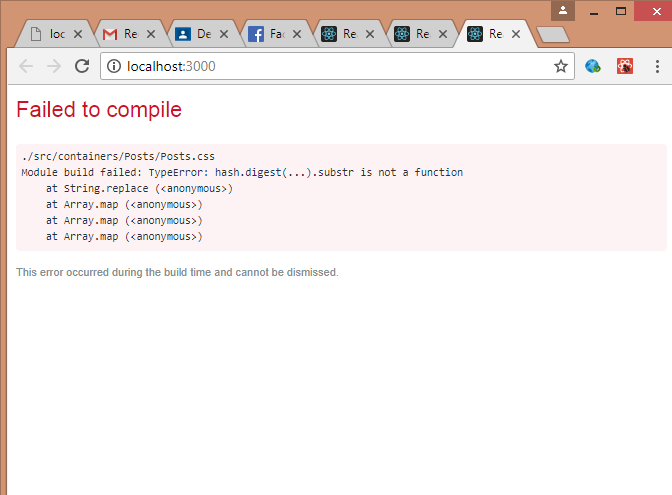 loc
Re
De
Fac
Re
Re
Re
localhost:3000
Failed to compile
./src/containers/Posts/Posts.css
Module build failed: TypeError: hash.digest(...).substr is not a function
at String.replace (<anonymous>)
at Array.map (<anonymous>)
at Array.map (<anonymous>)
at Array.map (<anonymous>)
This error occurred during the build time and cannot be dismissed.